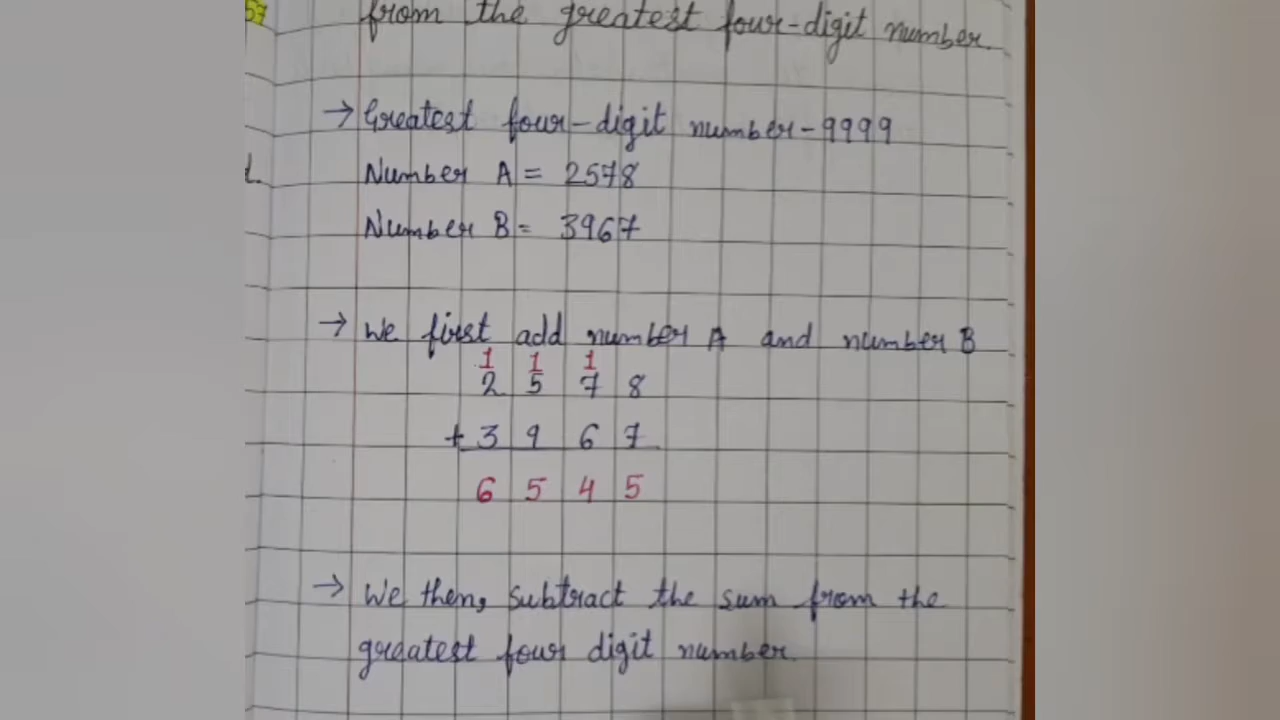 57
from the greatest four-digit number.
→ Greatest four-digit number-9999
Number A = 2578
Number B = 3967
→ We first add number A and number B
1 1 1
2 5 7 8
+ 3 9 6 7
6 5 4 5
→ We then, subtract the sum from the
greatest four digit number.